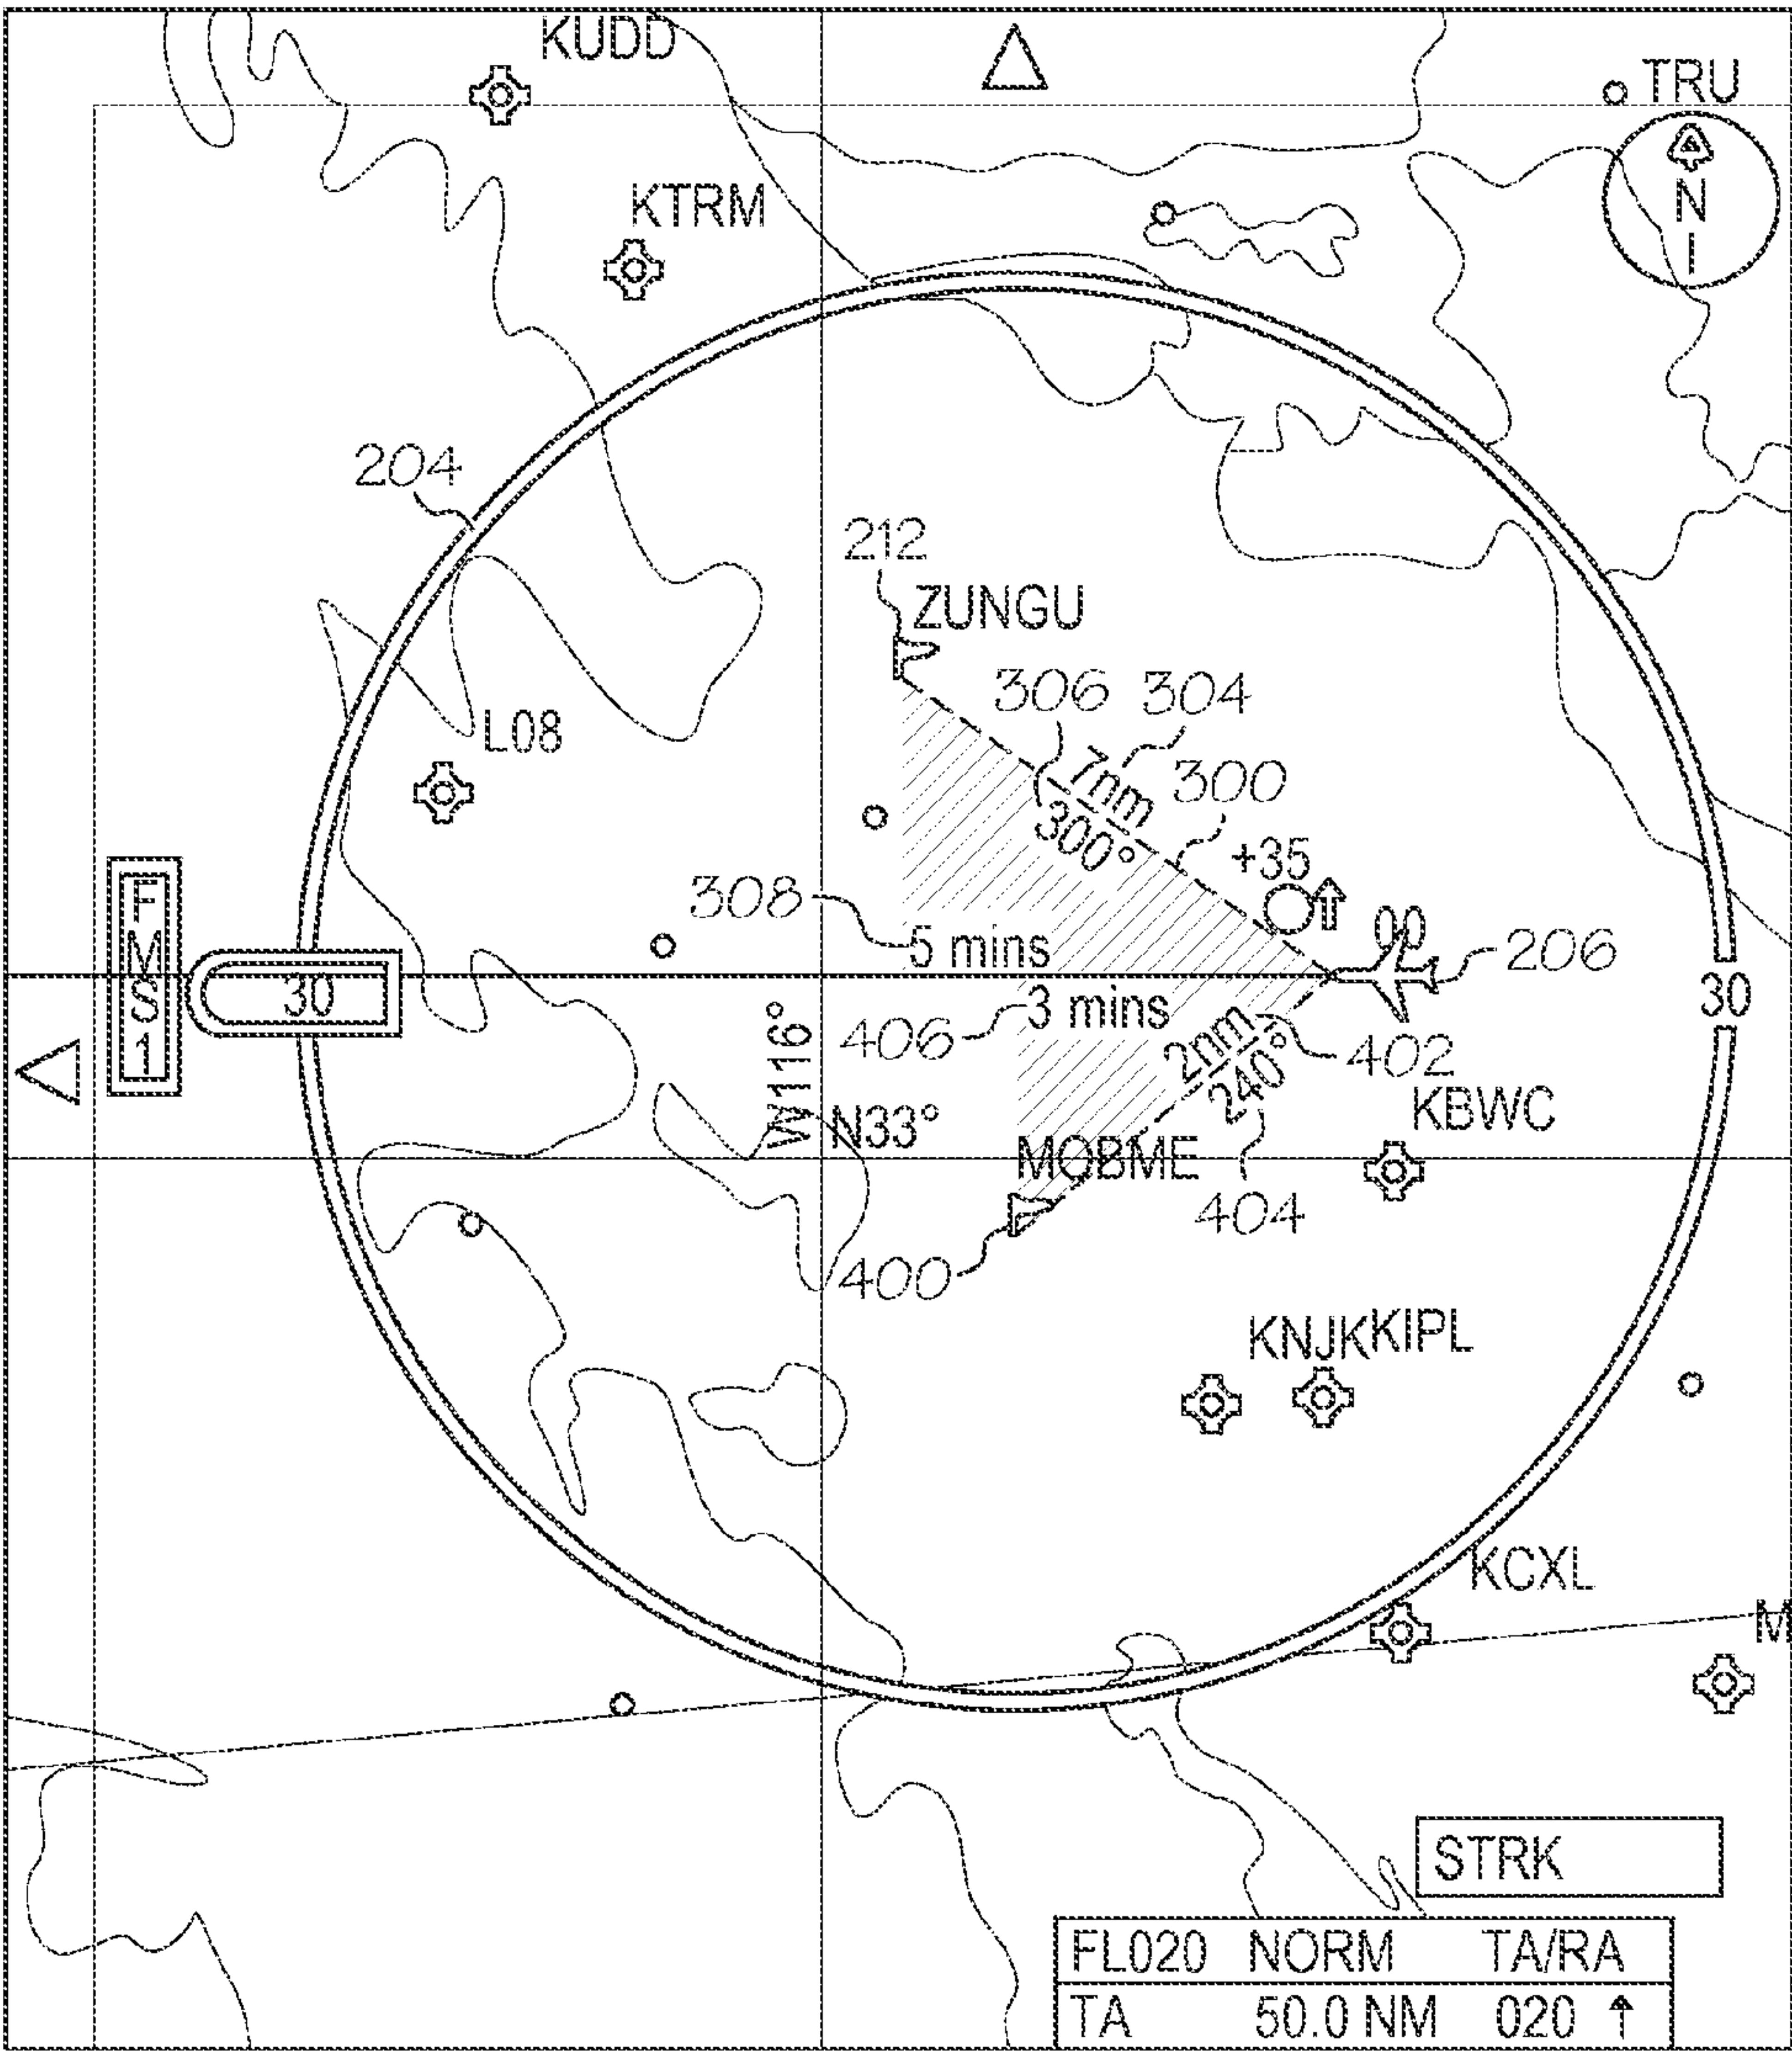 KUDD
TRU
N
KTRM
204
212
ZUNGU
306
304
L08
7nm
300
300°
+35
308
00
FMS1
5 mins
206
30
30
3 mins
W116°
406
2nm
402
240°
KBWC
N33°
MOBME
404
400
KNJK
KIPL
KCXL
M
STRK
FL020 NORM TA/RA
TA 50.0 NM 020 ↑